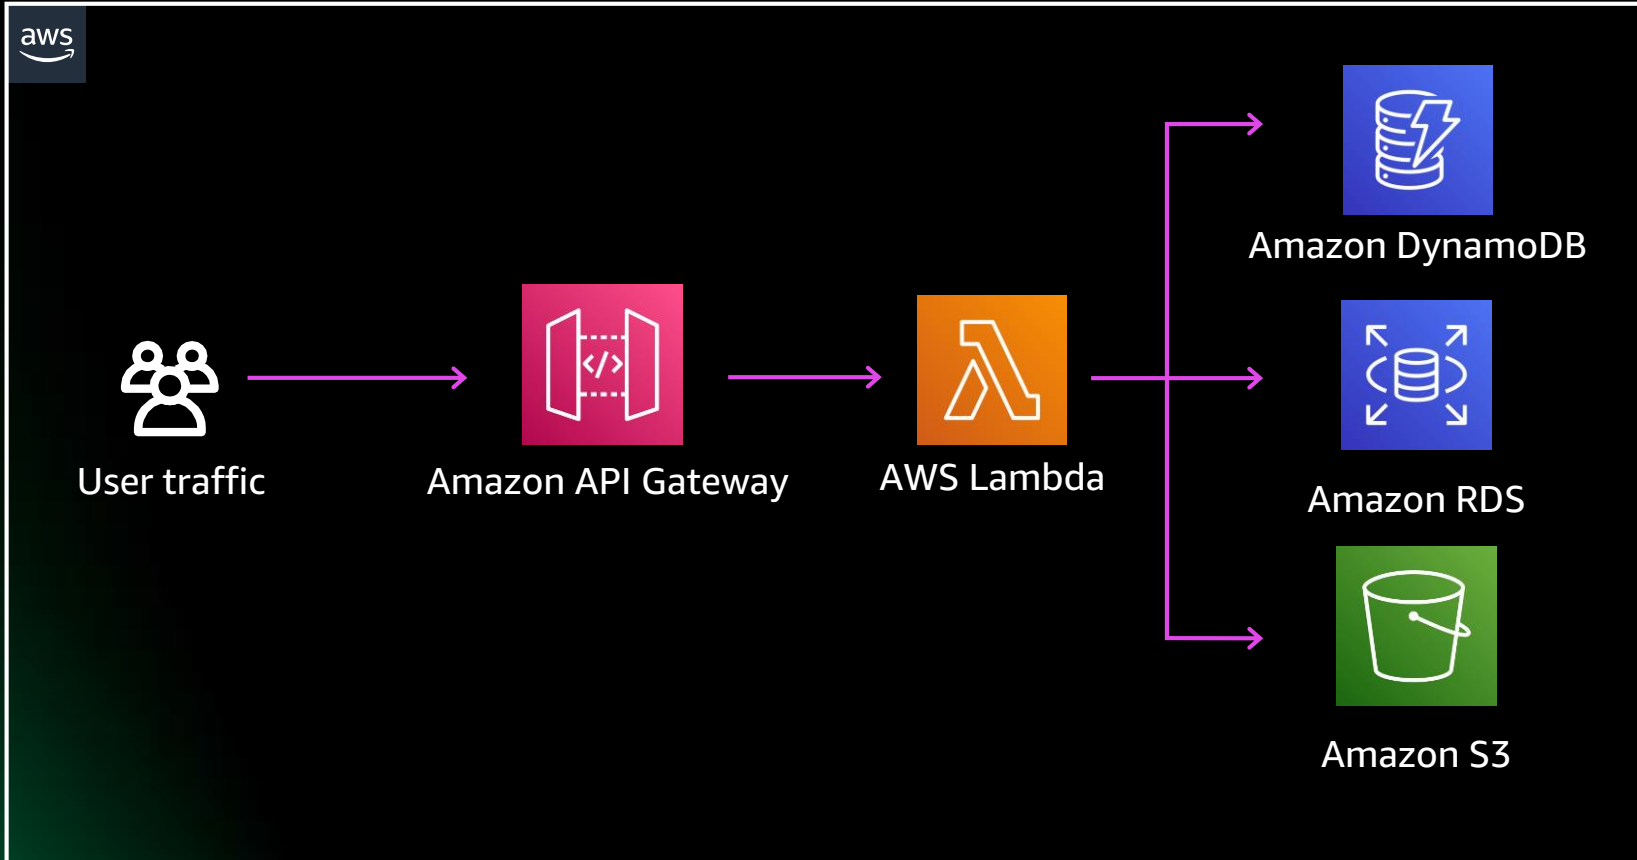 aws
User traffic
Amazon API Gateway
</>
AWS Lambda
Amazon DynamoDB
Amazon RDS
Amazon S3